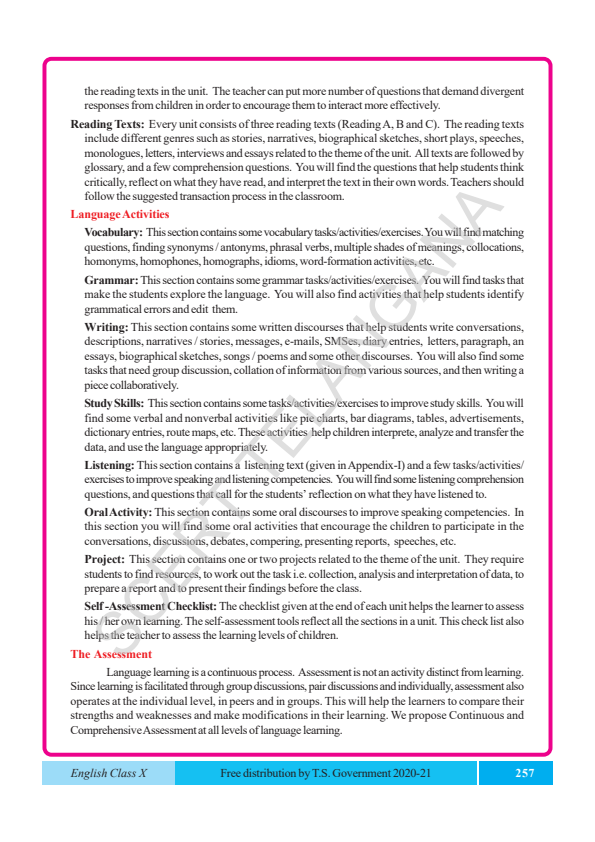 the reading texts in the unit. The teacher can put more number of questions that demand divergent
responses from children in order to encourage them to interact more effectively.
Reading Texts: Every unit consists of three reading texts (Reading A, B and C). The reading texts
include different genres such as stories, narratives, biographical sketches, short plays, speeches,
monologues, letters, interviews and essays related to the theme of the unit. All texts are followed by
glossary, and a few comprehension questions. You will find the questions that help students think
critically, reflect on what they have read, and interpret the text in their own words. Teachers should
follow the suggested transaction process in the classroom.
Language Activities
Vocabulary: This section contains some vocabulary tasks/activities/exercises. You will find matching
questions, finding synonyms / antonyms, phrasal verbs, multiple shades of meanings, collocations,
homonyms, homophones, homographs, idioms, word-formation activities, etc.
Grammar: This section contains some grammar tasks/activities/exercises. You will find tasks that
make the students explore the language. You will also find activities that help students identify
grammatical errors and edit them.
Writing: This section contains some written discourses that help students write conversations,
descriptions, narratives / stories, messages, e-mails, SMSes, diary entries, letters, paragraph, an
essays, biographical sketches, songs / poems and some other discourses. You will also find some
tasks that need group discussion, collation of information from various sources, and then writing a
piece collaboratively.
Study Skills: This section contains some tasks/activities/exercises to improve study skills. You will
find some verbal and nonverbal activities like pie charts, bar diagrams, tables, advertisements,
dictionary entries, route maps, etc. These activities help children interprete, analyze and transfer the
data, and use the language appropriately.
Listening: This section contains a listening text (given in Appendix-I) and a few tasks/activities/
exercises to improve speaking and listening competencies. You will find some listening comprehension
questions, and questions that call for the students' reflection on what they have listened to.
Oral Activity: This section contains some oral discourses to improve speaking competencies. In
this section you will find some oral activities that encourage the children to participate in the
conversations, discussions, debates, compering, presenting reports, speeches, etc.
Project: This section contains one or two projects related to the theme of the unit. They require
students to find resources, to work out the task i.e. collection, analysis and interpretation of data, to
prepare a report and to present their findings before the class.
Self -Assessment Checklist: The checklist given at the end of each unit helps the learner to assess
his / her own learning. The self-assessment tools reflect all the sections in a unit. This check list also
helps the teacher to assess the learning levels of children.
The Assessment
Language learning is a continuous process. Assessment is not an activity distinct from learning.
Since learning is facilitated through group discussions, pair discussions and individually, assessment also
operates at the individual level, in peers and in groups. This will help the learners to compare their
strengths and weaknesses and make modifications in their learning. We propose Continuous and
Comprehensive Assessment at all levels of language learning.
SCERT TELANGANA
English Class X Free distribution by T.S. Government 2020-21 257